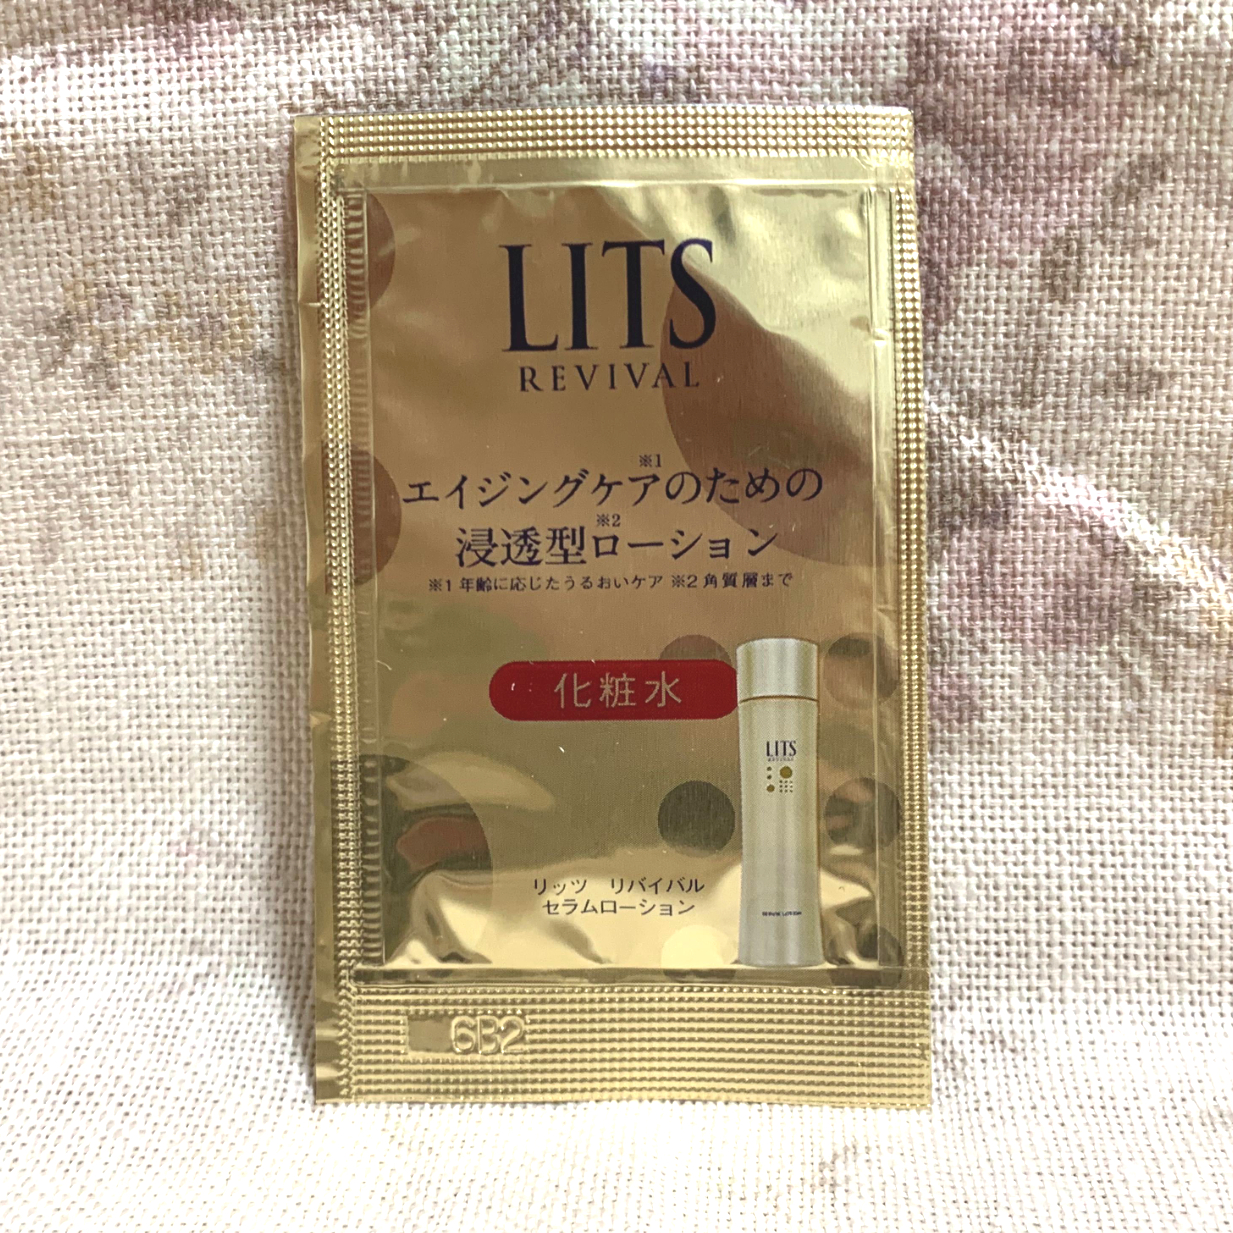 LITS
REVIVAL
※1
エイジングケアのための
※2
浸透型ローション
※1 年齢に応じたうるおいケア ※2 角質層まで
化粧水
LITS
REVIVAL
リッツ リバイバル
セラムローション
SERUM LOTION
6B2